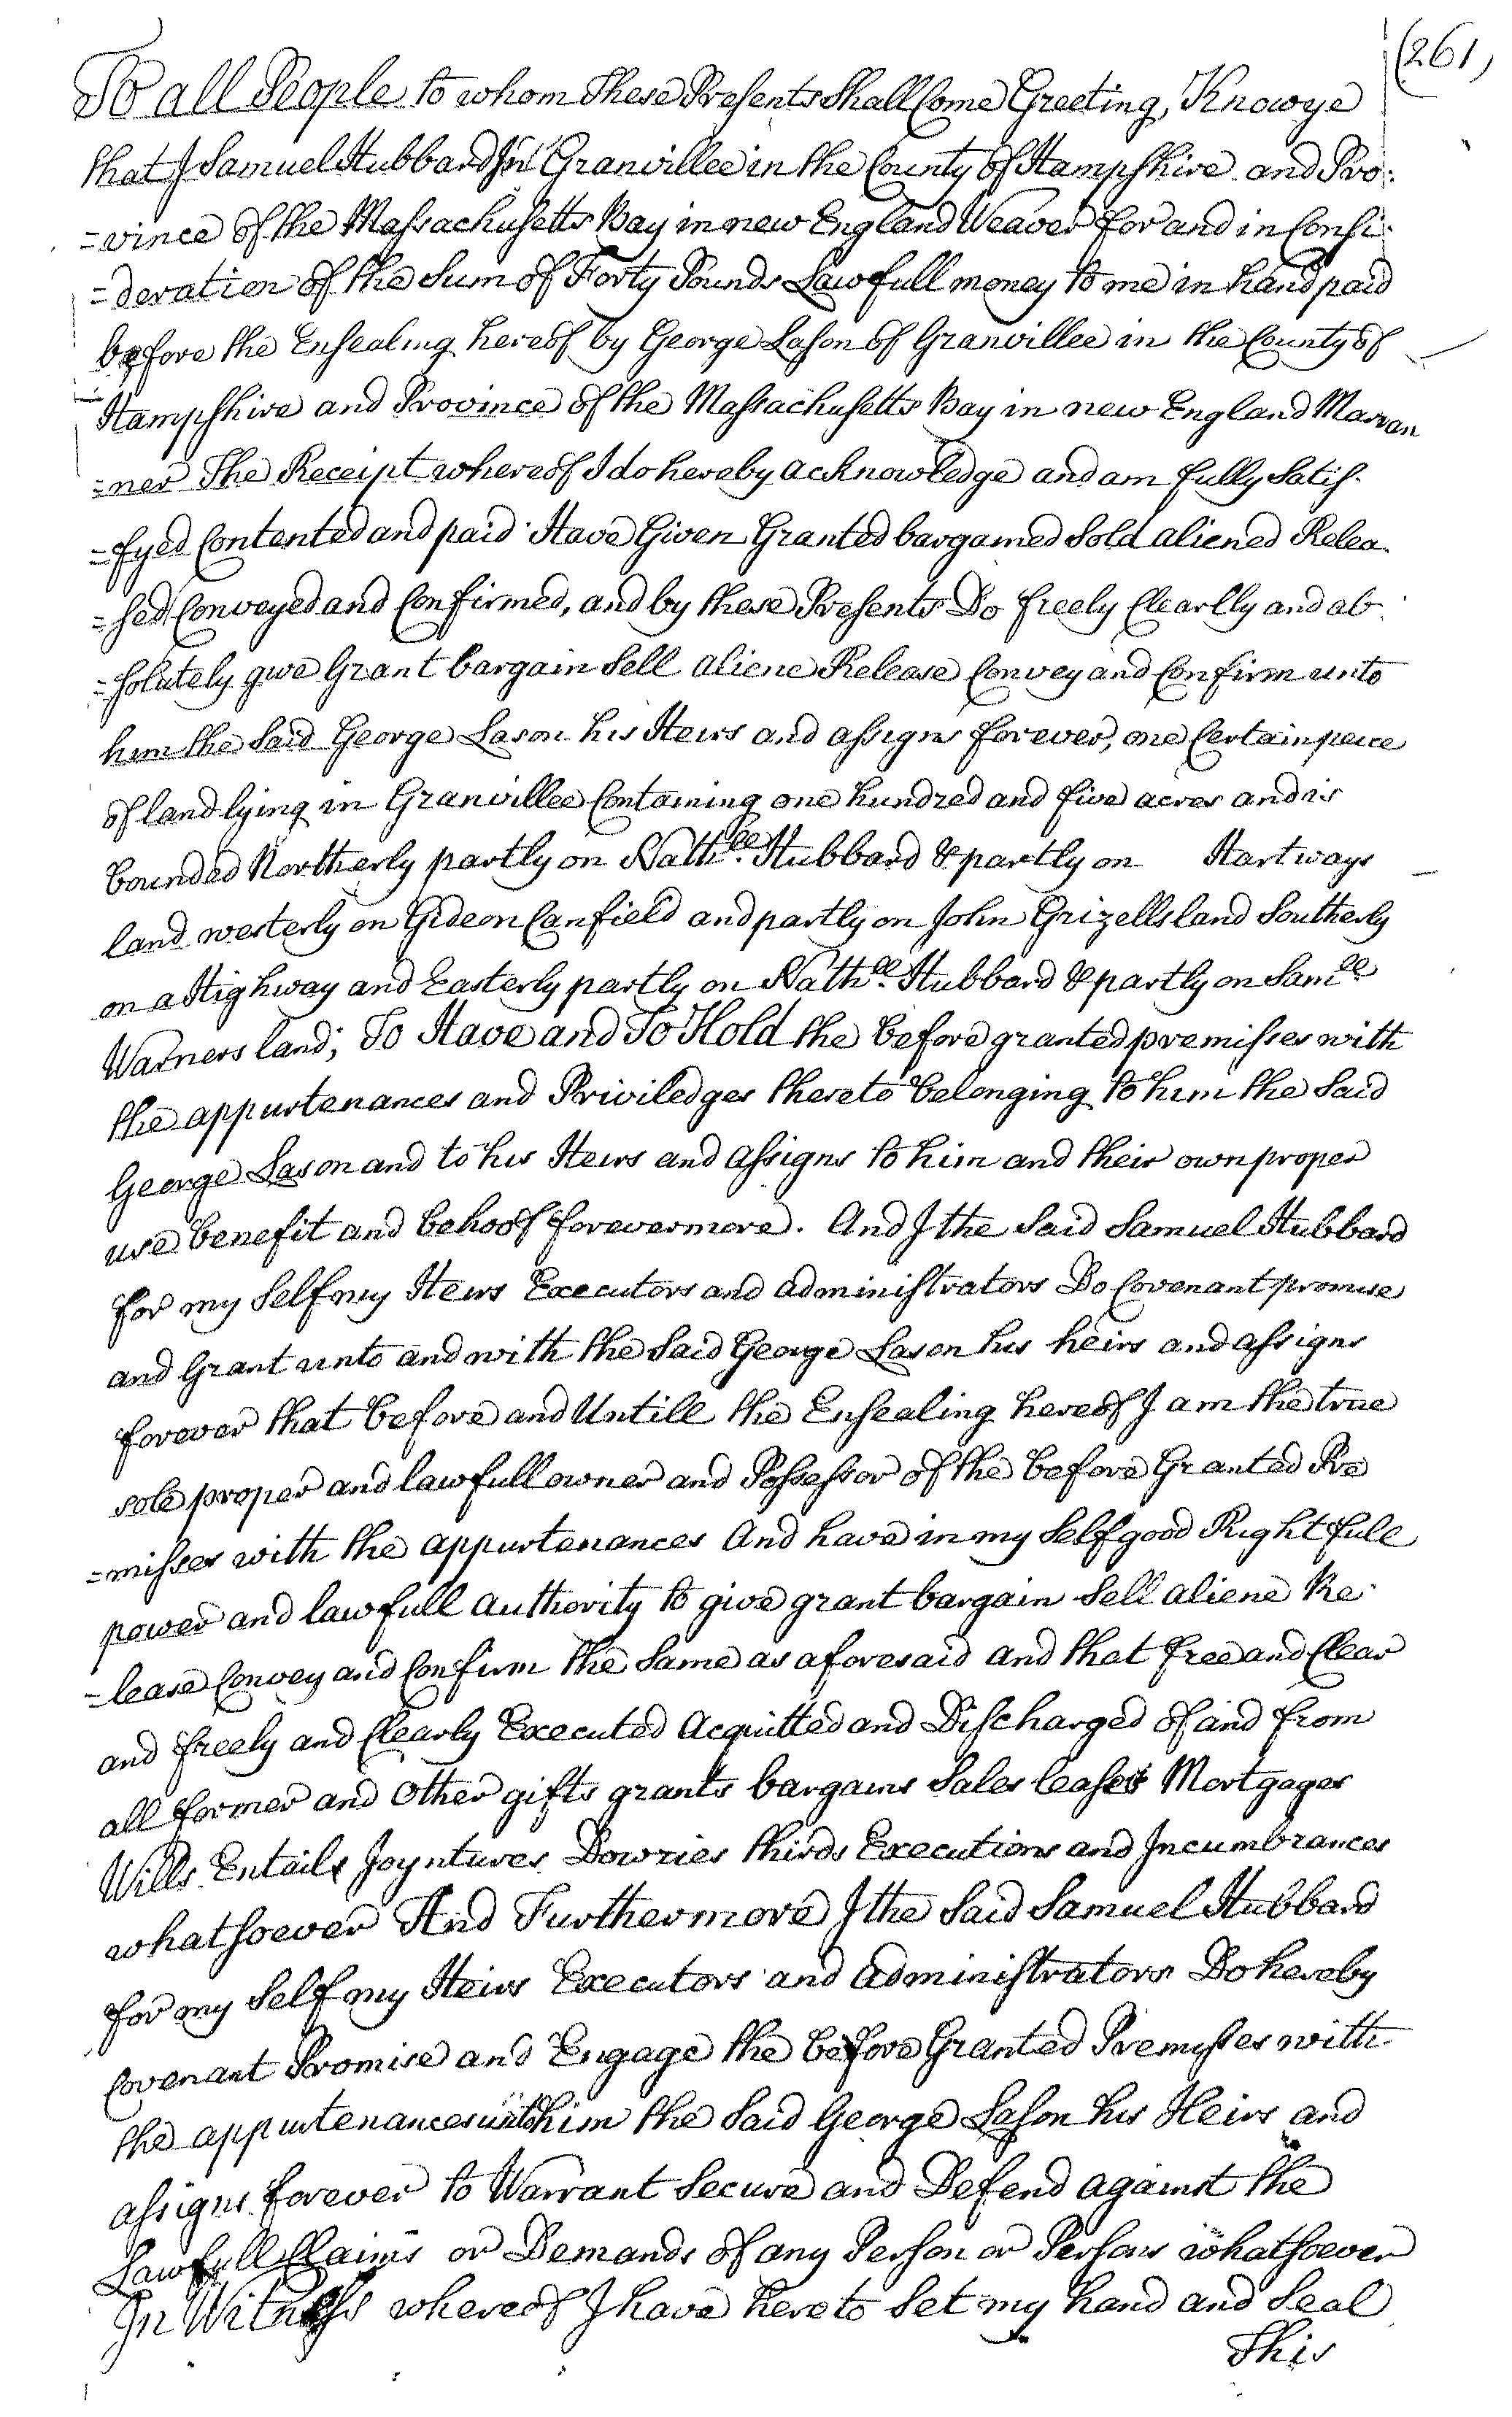 (261)
To all People to whom These Presents Shall Come Greeting, Know ye
that I Samuel Hubbard In Granvillee in the County of Hampshire and Pro-
=vince of the Massachusetts Bay in new England Weaver for and in Consi-
=deration of the Sum of Forty Pounds Lawfull money to me in hand paid
before the Ensealing hereof by George Lason of Granvillee in the County of
Hampshire and Province of the Massachusetts Bay in new England Marran
=ner The Receipt whereof I do hereby acknowledge and am fully Satis-
=fyed Contented and paid Have Given Granted bargained Sold aliened Relea-
=sed Conveyed and Confirmed, and by these Presents Do freely Clearlly and ab-
=solutely give Grant bargain Sell aliene Release Convey and Confirm unto
him the Said George Lason his Heirs and assigns forever, one Certain peice
of land lying in Granvillee Containing one hundred and five acres and is
bounded Northerly partly on Nathll. Hubbard & partly on Hartways
land westerly on Gideon Canfield and partly on John Grizells land Southerly
on a Highway and Easterly partly on Nathll. Hubbard & partly on Samll
Warners land; To Have and To Hold the before granted premisses with
the appurtenances and Priviledges thereto belonging to him the Said
George Lason and to his Heirs and assigns to him and their own proper
use benefit and behoof forevermore. And I the Said Samuel Hubbard
for my Self my Heirs Executors and administrators Do Covenant promise
and Grant unto and with the Said George Lason his heirs and assigns
forever that before and Untill the Ensealing hereof I am the true
sole proper and lawfull owner and Possessor of the before Granted Pre
=misses with the appurtenances And have in my Self good Right full
power and lawfull authority to give grant bargain Sell aliene Re-
=lease Convey and Confirm the Same as aforesaid and that free and Clear
and freely and Clearly Executed Acquitted and Discharged of and from
all former and Other gifts grants bargains Sales leases Mortgages
Wills Entails Joyntures Dowries thirds Executions and Incumbrances
whatsoever And Furthermore I the Said Samuel Hubbard
for my Self my Heirs Executors and administrators Do hereby
Covenant Promise and Engage the before Granted Premisses with
the appurtenances unto him the Said George Lason his Heirs and
assigns forever to Warrant Secure and Defend against the
Lawfull Claims or Demands of any Person or Persons whatsoever
In Witness whereof I have hereto Set my hand and Seal
This